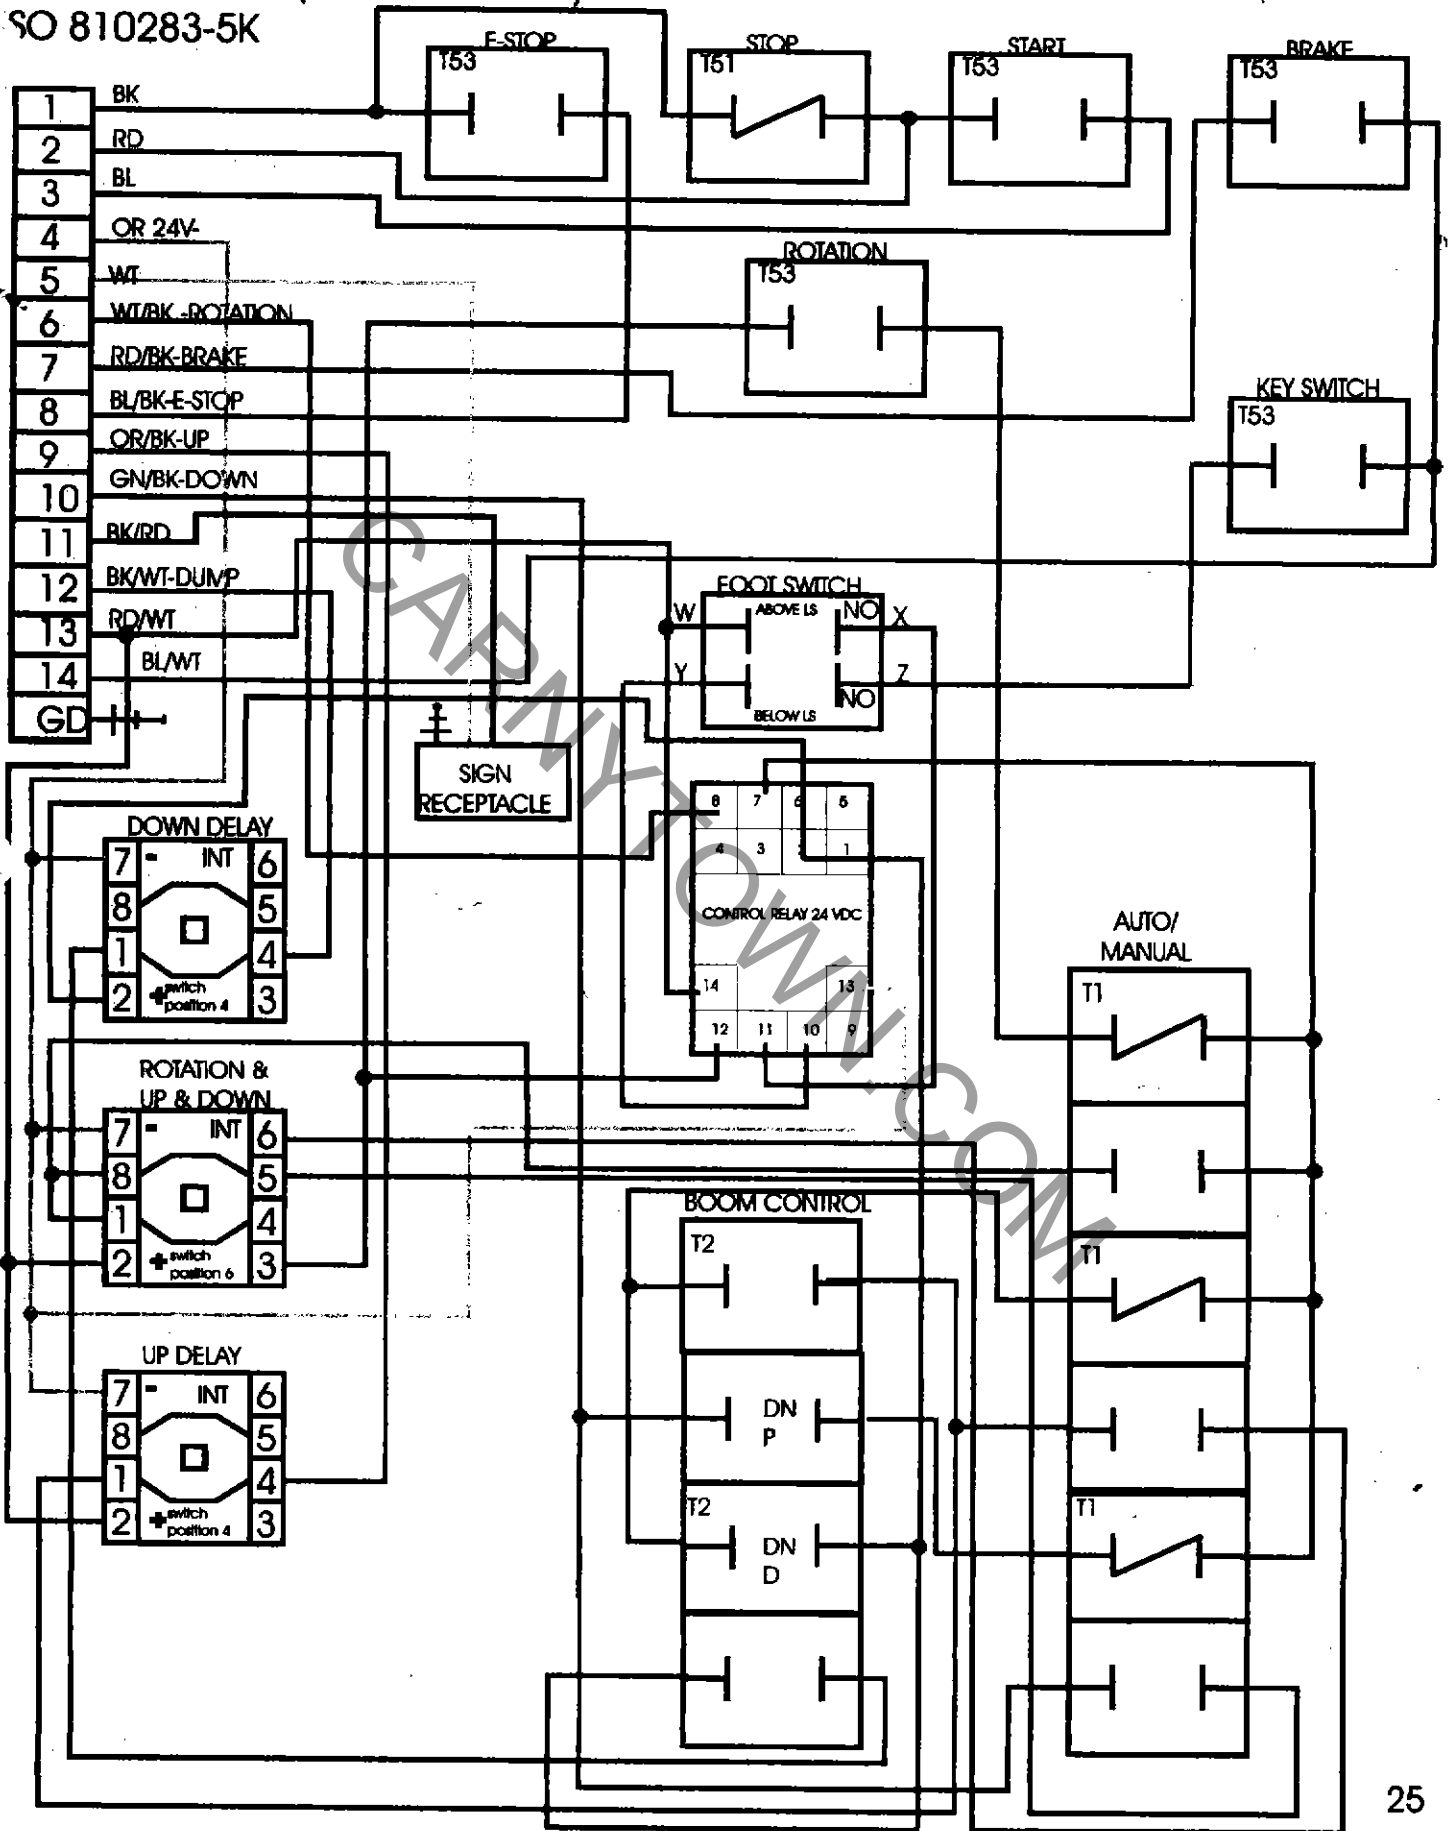 SO 810283-5K
E-STOP
T53
STOP
T51
START
T53
BRAKE
T53
1 BK
2 RD
3 BL
4 OR 24V-
5 WT
6 WT/BK -ROTATION
7 RD/BK-BRAKE
8 BL/BK-E-STOP
9 OR/BK-UP
10 GN/BK-DOWN
11 BK/RD
12 BK/WT-DUMP
13 RD/WT
14 BL/WT
GD
ROTATION
T53
KEY SWITCH
T53
FOOT SWITCH
W ABOVE LS NO X
Y NO Z
BELOW LS
SIGN
RECEPTACLE
8 7 6 5
4 3 2 1
CONTROL RELAY 24 VDC
14 13
12 11 10 9
DOWN DELAY
7 - INT 6
8 5
1 4
2 + switch
position 4 3
ROTATION &
UP & DOWN
7 - INT 6
8 5
1 4
2 + switch
position 6 3
UP DELAY
7 - INT 6
8 5
1 4
2 + switch
position 4 3
BOOM CONTROL
T2
DN
P
T2
DN
D
AUTO/
MANUAL
T1
T1
T1
CARNYTOWN.COM
25